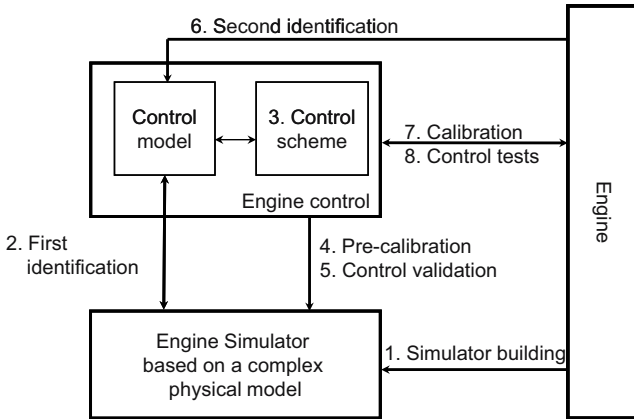 6. Second identification
Control
model
3. Control
scheme
7. Calibration
8. Control tests
Engine control
Engine
2. First
identification
4. Pre-calibration
5. Control validation
Engine Simulator
based on a complex
physical model
1. Simulator building